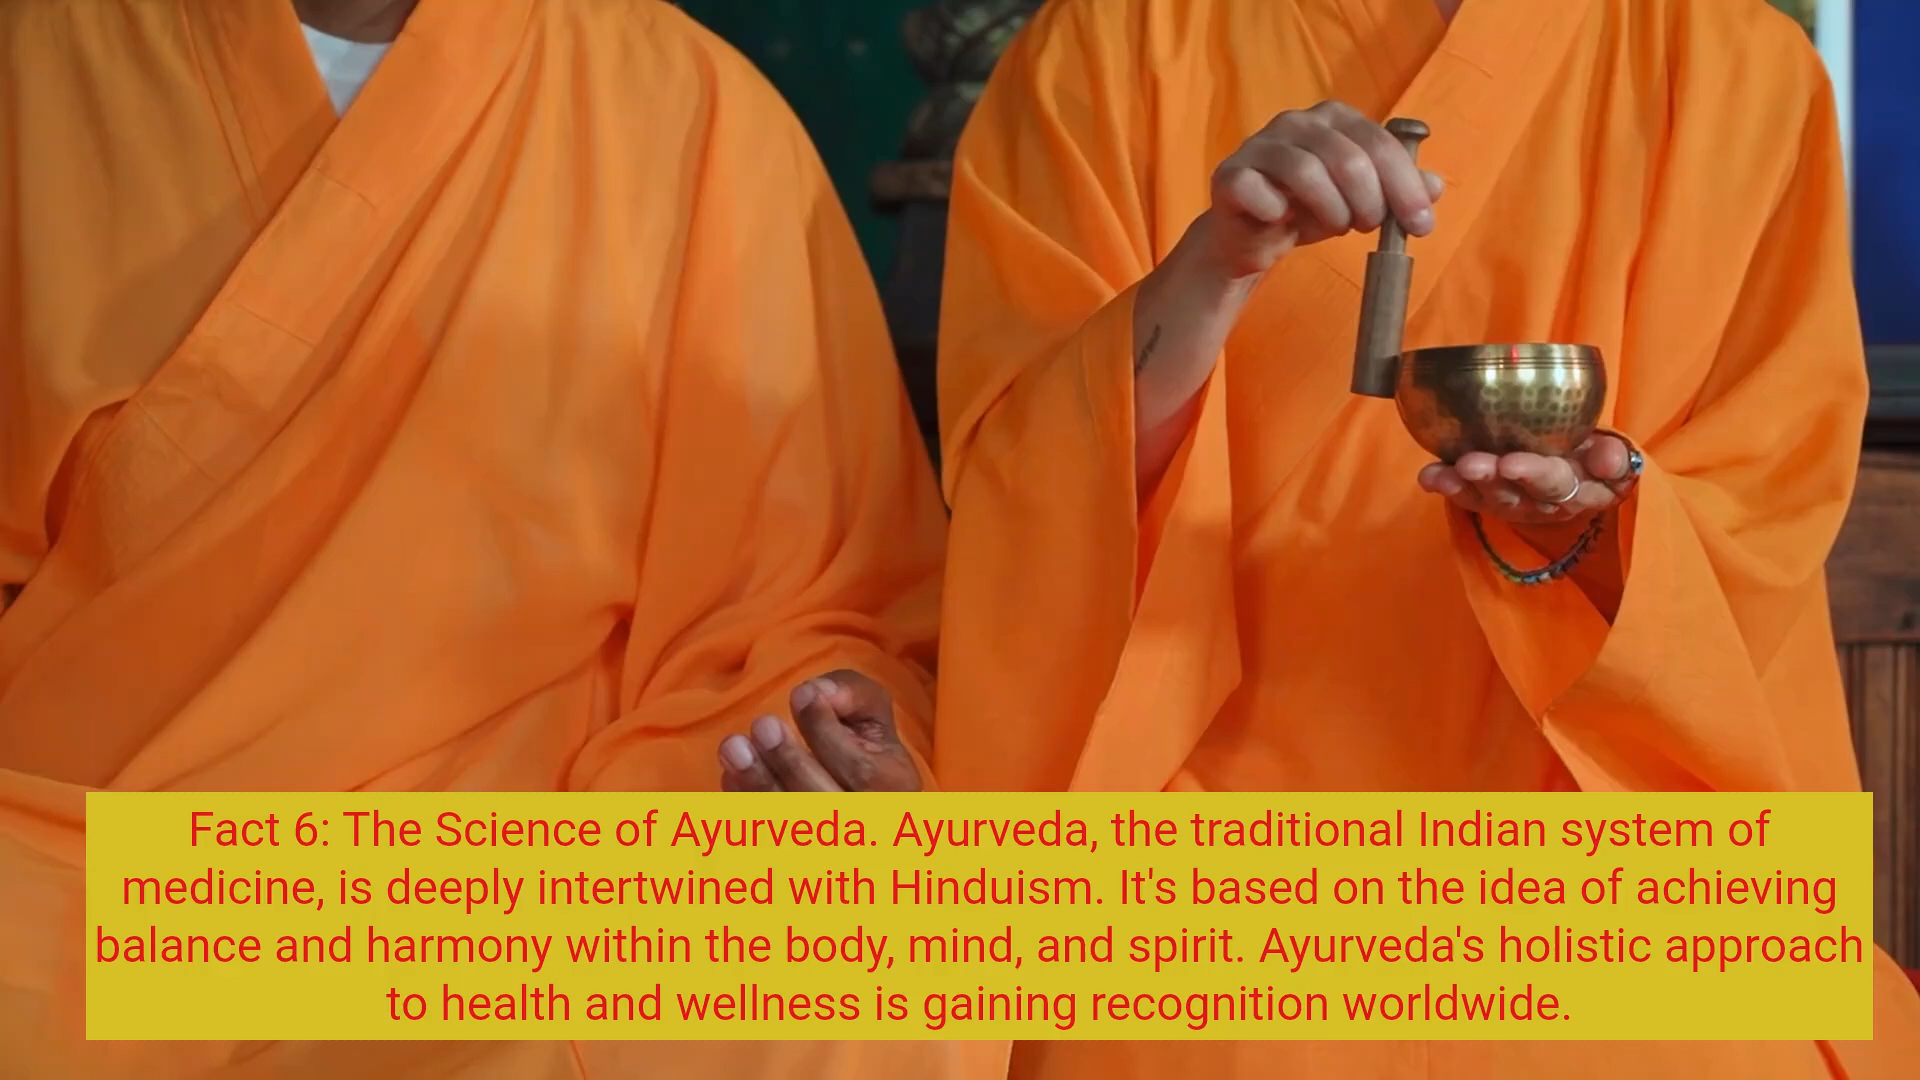 Fact 6: The Science of Ayurveda. Ayurveda, the traditional Indian system of
medicine, is deeply intertwined with Hinduism. It's based on the idea of achieving
balance and harmony within the body, mind, and spirit. Ayurveda's holistic approach
to health and wellness is gaining recognition worldwide.